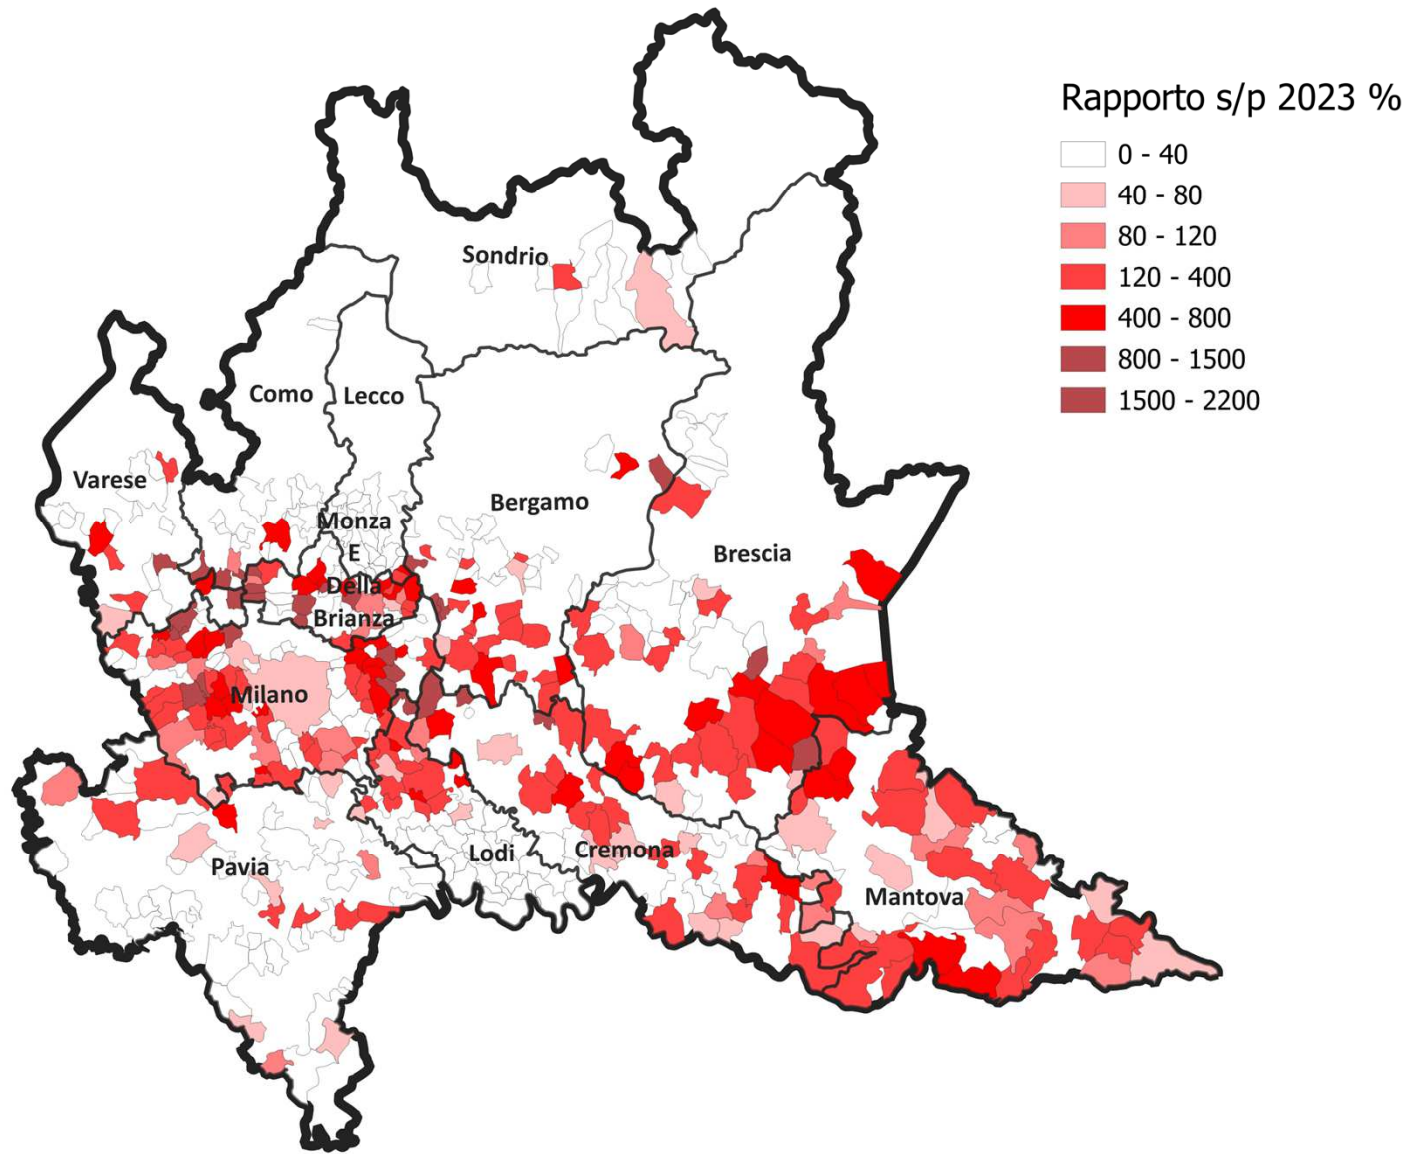 Rapporto s/p 2023 %
0 - 40
40 - 80
80 - 120
120 - 400
400 - 800
800 - 1500
1500 - 2200
Sondrio
Como
Lecco
Varese
Bergamo
Monza
E
Della
Brianza
Brescia
Milano
Pavia
Lodi
Cremona
Mantova